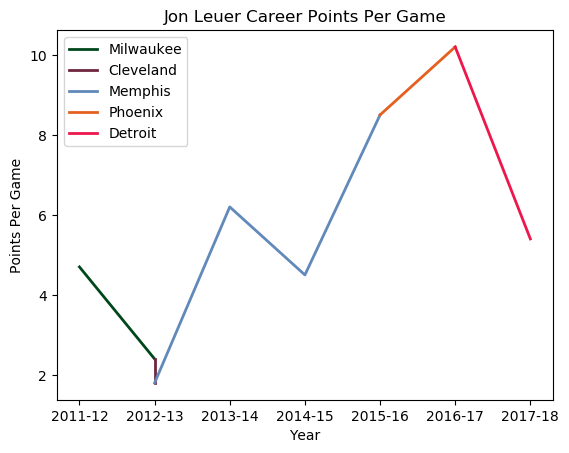 Jon Leuer Career Points Per Game
Milwaukee
Cleveland
Memphis
Phoenix
Detroit
Points Per Game
10
8
6
4
2
2011-12 2012-13 2013-14 2014-15 2015-16 2016-17 2017-18
Year